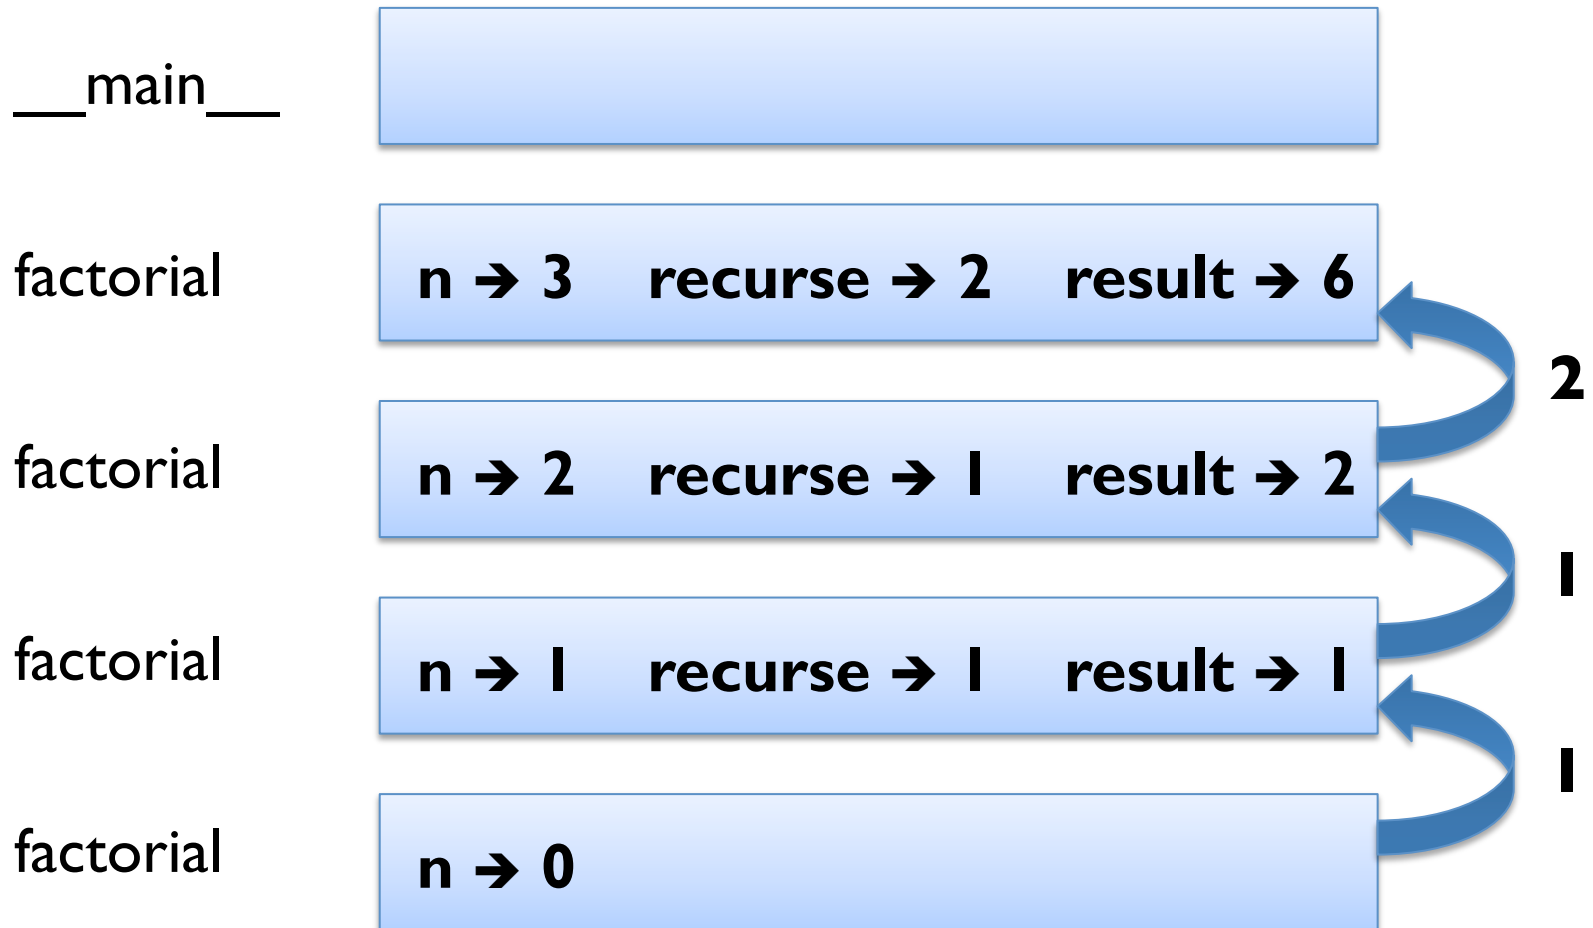 __main__
factorial n → 3 recurse → 2 result → 6
2
factorial n → 2 recurse → 1 result → 2
1
factorial n → 1 recurse → 1 result → 1
1
factorial n → 0